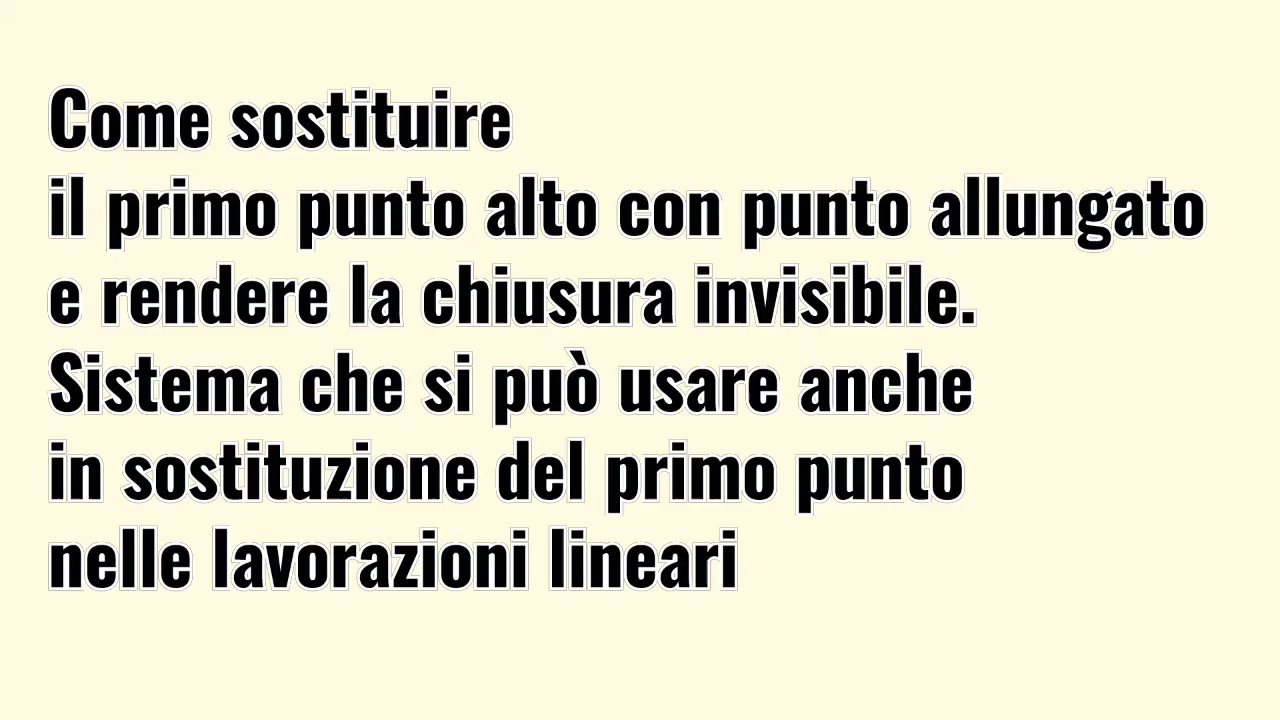 Come sostituire
il primo punto alto con punto allungato
e rendere la chiusura invisibile.
Sistema che si può usare anche
in sostituzione del primo punto
nelle lavorazioni lineari